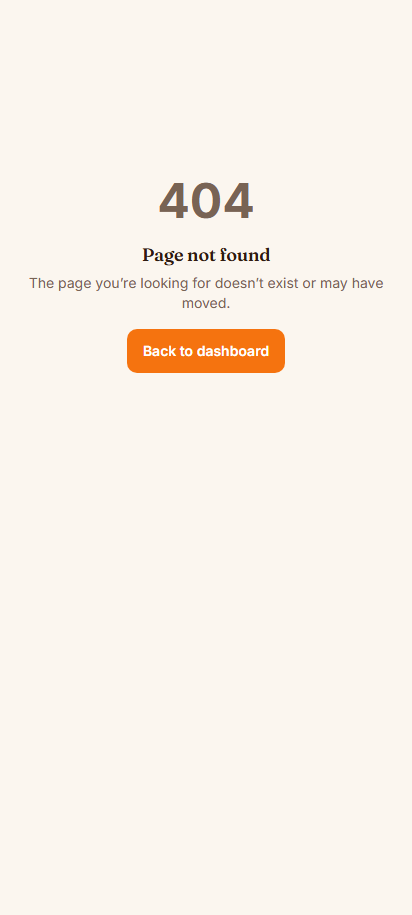 404
Page not found
The page you’re looking for doesn’t exist or may have
moved.
Back to dashboard